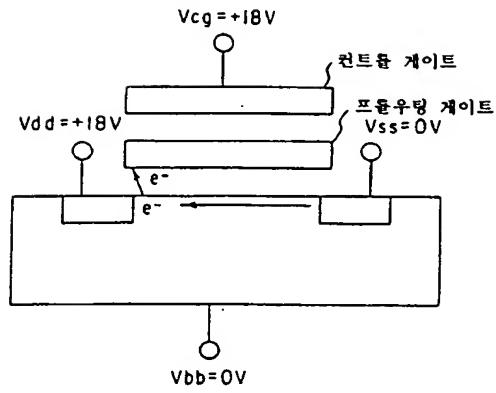 Vcg=+18V
컨트롤 게이트
프롤우팅 게이트
Vdd=+18V
Vss=0V
e-
e-
Vbb=0V